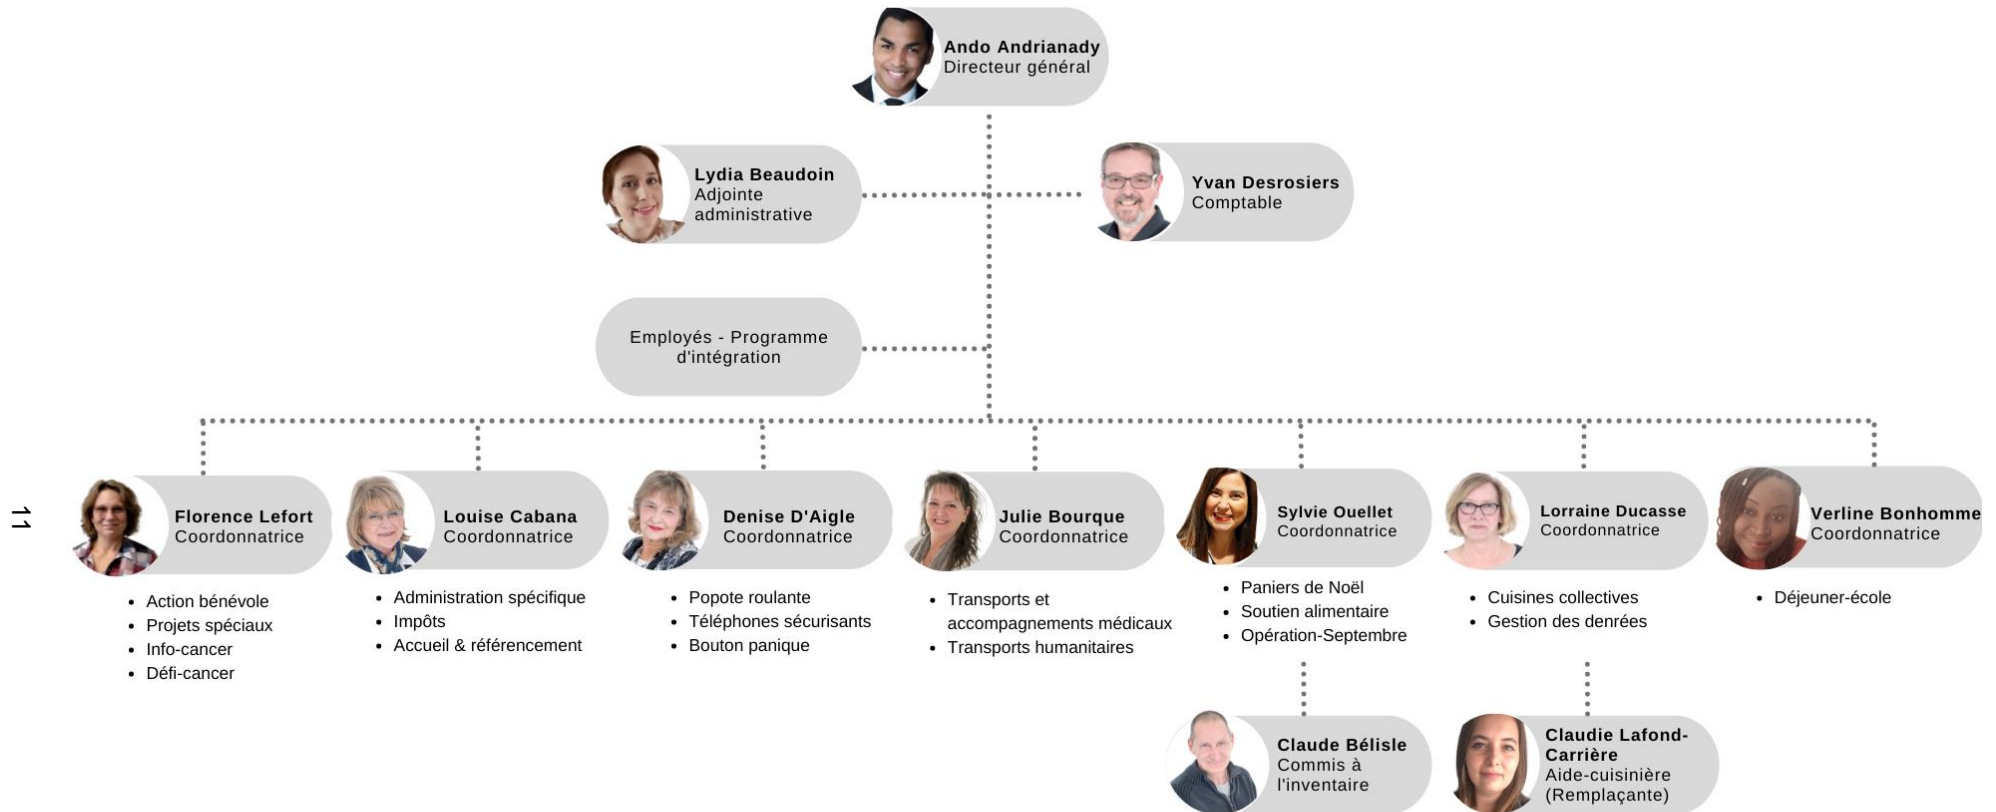 Ando Andrianady
Directeur général
Lydia Beaudoin
Adjointe
administrative
Yvan Desrosiers
Comptable
Employés - Programme
d'intégration
11
Florence Lefort
Coordonnatrice
• Action bénévole
• Projets spéciaux
• Info-cancer
• Défi-cancer
Louise Cabana
Coordonnatrice
• Administration spécifique
• Impôts
• Accueil & référencement
Denise D'Aigle
Coordonnatrice
• Popote roulante
• Téléphones sécurisants
• Bouton panique
Julie Bourque
Coordonnatrice
• Transports et
accompagnements médicaux
• Transports humanitaires
Sylvie Ouellet
Coordonnatrice
• Paniers de Noël
• Soutien alimentaire
• Opération-Septembre
Claude Bélisle
Commis à
l'inventaire
Lorraine Ducasse
Coordonnatrice
• Cuisines collectives
• Gestion des denrées
Claudie Lafond-
Carrière
Aide-cuisinière
(Remplaçante)
Verline Bonhomme
Coordonnatrice
• Déjeuner-école